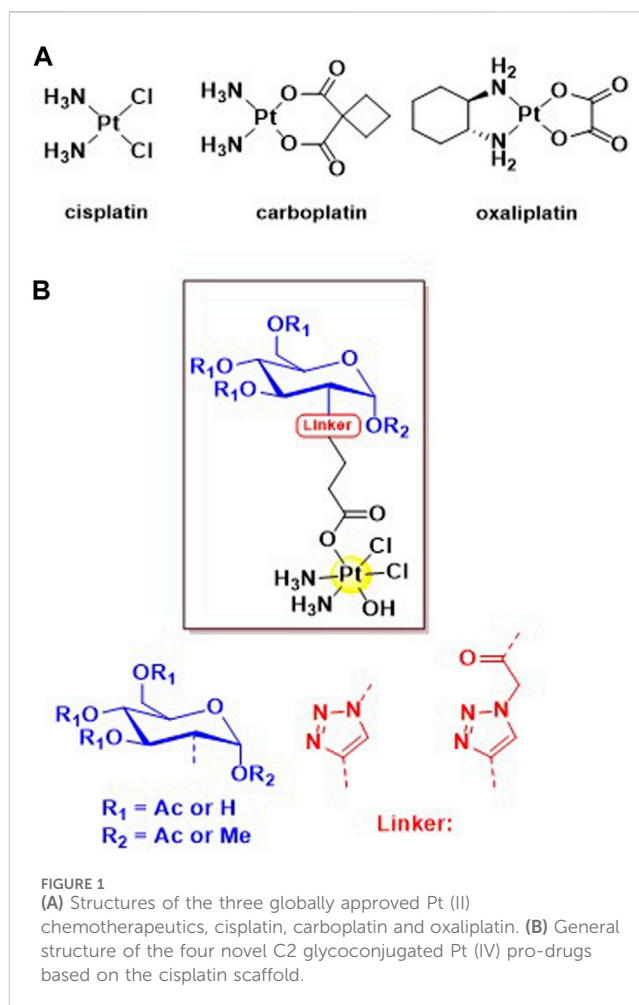 A
H₃N Cl
Pt
H₃N Cl
cisplatin
H₃N O O
Pt
H₃N O O
carboplatin
H₂
N O O
Pt
N O O
H₂
oxaliplatin
B
OR₁
R₁O O
R₁O
Linker OR₂
O O
Cl
H₃N Pt Cl
H₃N OH
OR₁
R₁O O
R₁O
OR₂
R₁ = Ac or H
R₂ = Ac or Me
N N
N
O
N N
N
Linker:
FIGURE 1
(A) Structures of the three globally approved Pt (II)
chemotherapeutics, cisplatin, carboplatin and oxaliplatin. (B) General
structure of the four novel C2 glycoconjugated Pt (IV) pro-drugs
based on the cisplatin scaffold.